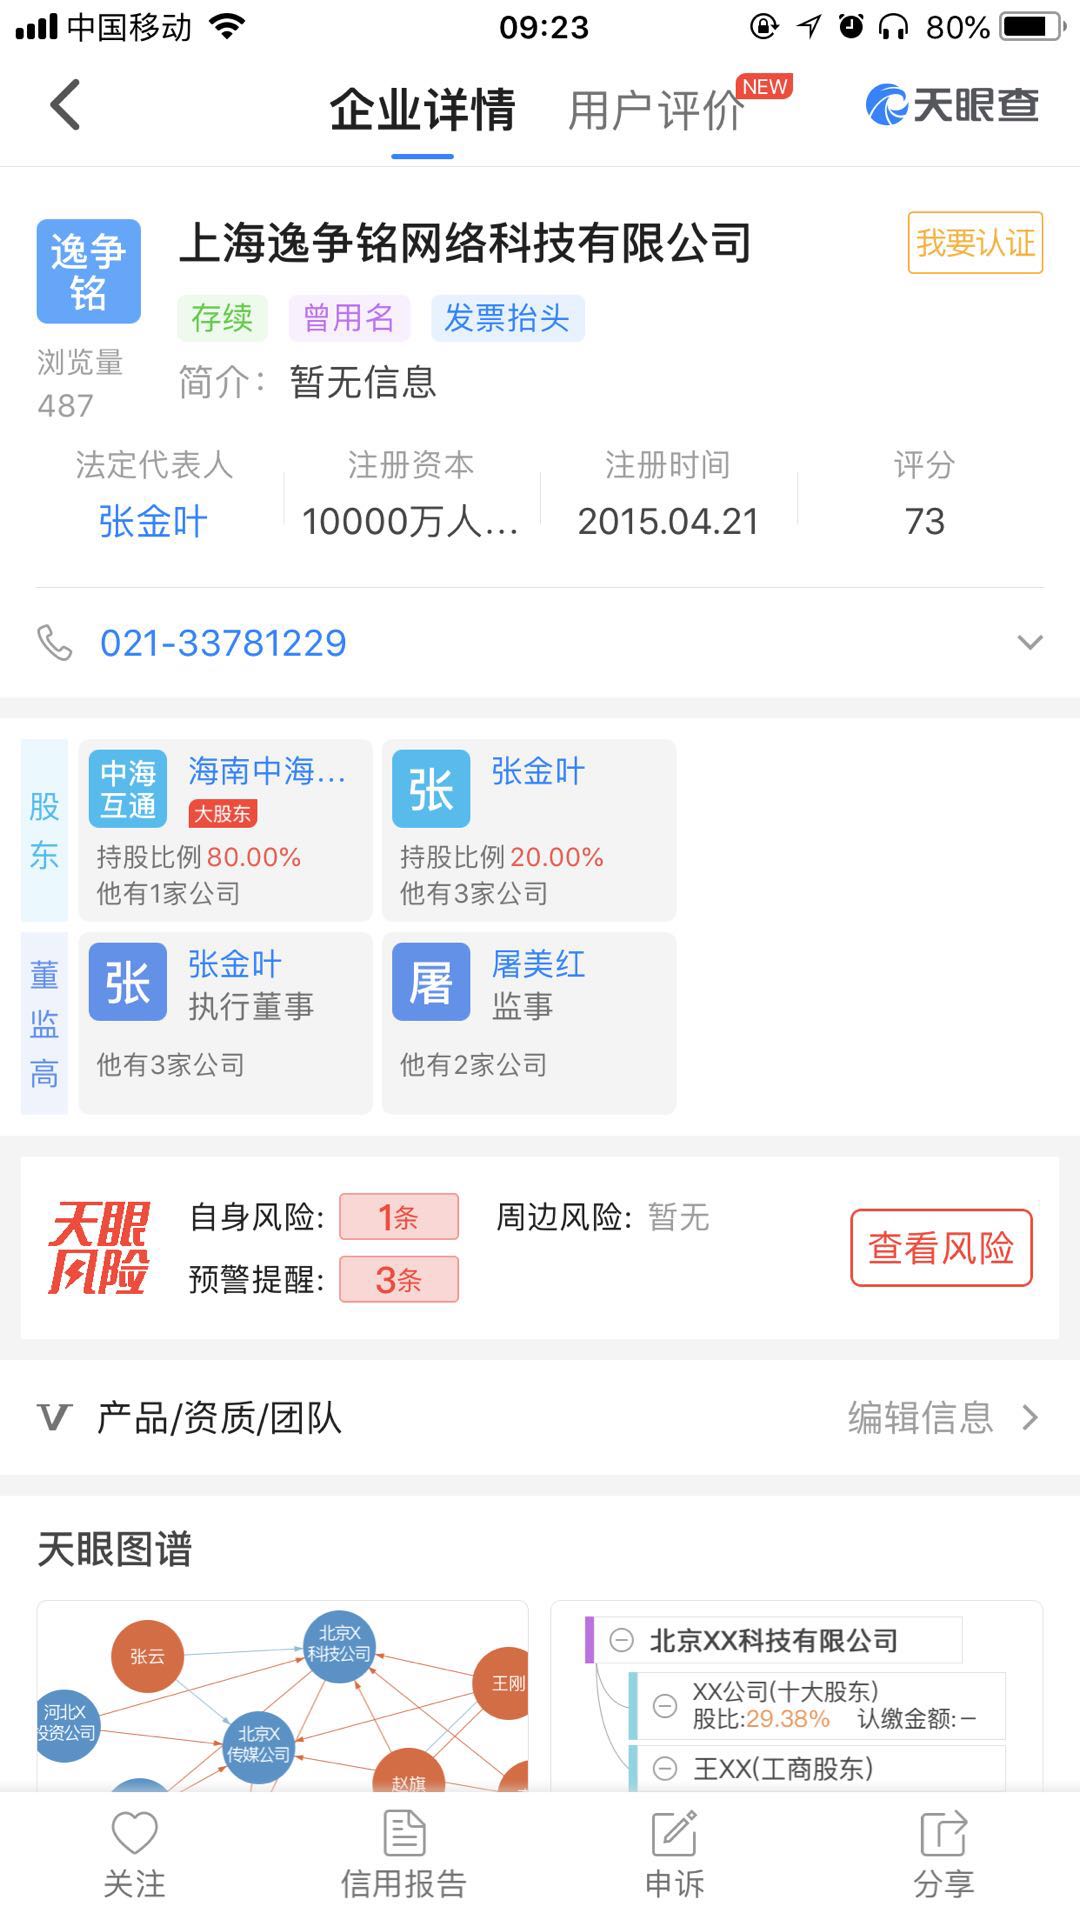 中国移动 09:23 80%
企业详情 用户评价 NEW 天眼查
逸争
铭
上海逸争铭网络科技有限公司
我要认证
存续 曾用名 发票抬头
浏览量
487
简介： 暂无信息
法定代表人 注册资本 注册时间 评分
张金叶 10000万人... 2015.04.21 73
021-33781229
股东
中海
互通
海南中海...
大股东
持股比例80.00%
他有1家公司
张
张金叶
持股比例20.00%
他有3家公司
董监高
张
张金叶
执行董事
他有3家公司
屠
屠美红
监事
他有2家公司
天眼
风险
自身风险: 1条 周边风险: 暂无
预警提醒: 3条
查看风险
V 产品/资质/团队 编辑信息
天眼图谱
张云
北京X
科技公司
王刚
河北X
投资公司
北京X
传媒公司
赵旗
北京XX科技有限公司
XX公司(十大股东)
股比:29.38% 认缴金额:－
王XX(工商股东)
关注 信用报告 申诉 分享